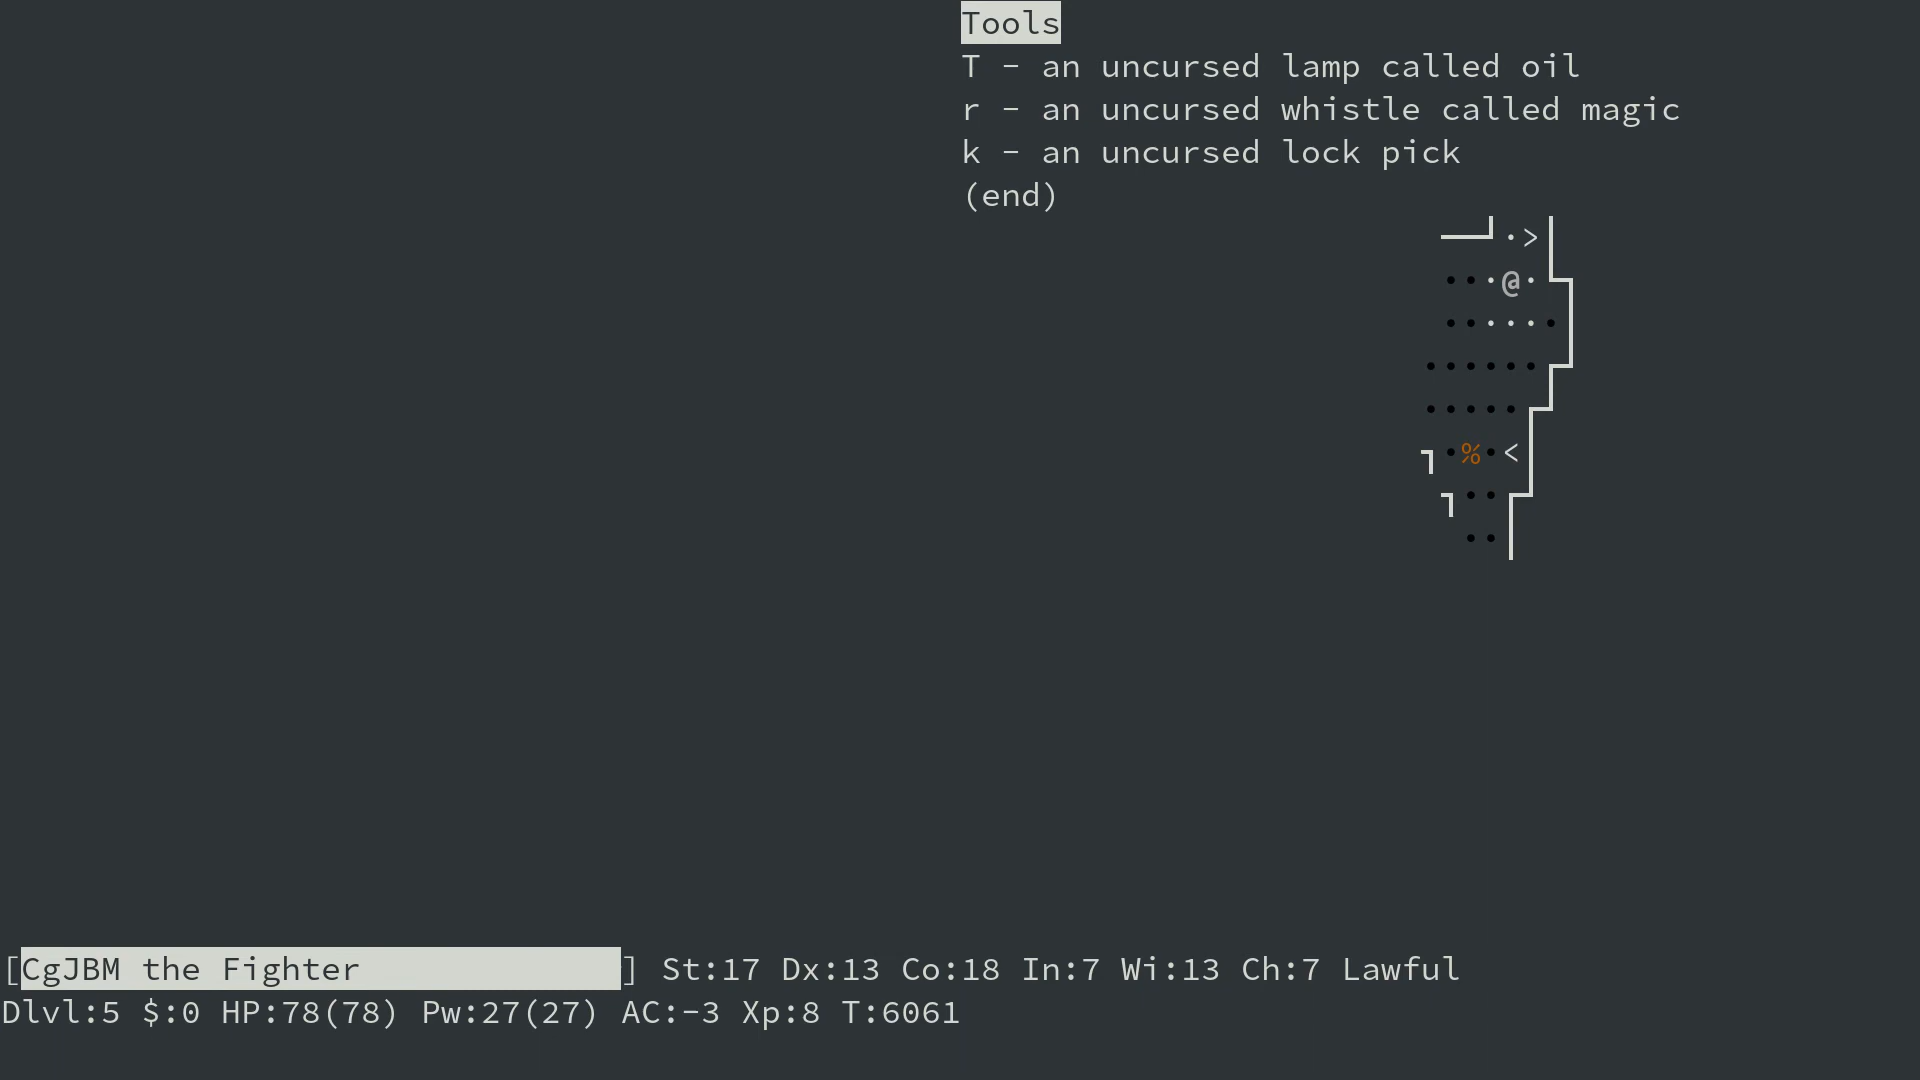 Tools
T - an uncursed lamp called oil
r - an uncursed whistle called magic
k - an uncursed lock pick
(end)
·>
···@·
······
······
·····
·%·<
··
··
[CgJBM the Fighter] St:17 Dx:13 Co:18 In:7 Wi:13 Ch:7 Lawful
Dlvl:5 $:0 HP:78(78) Pw:27(27) AC:-3 Xp:8 T:6061